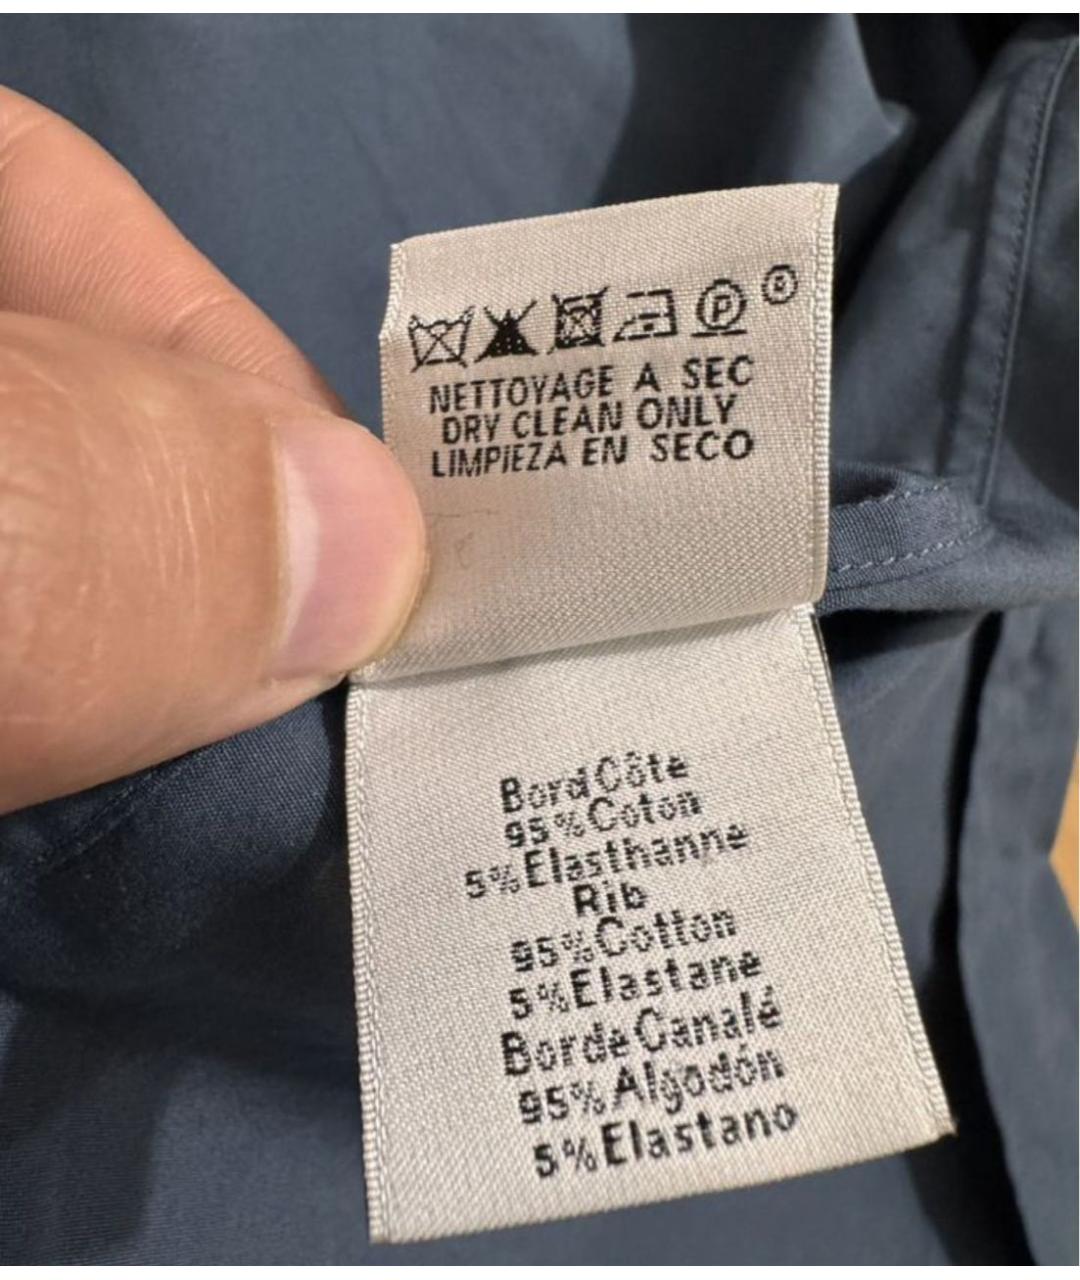 P ®
NETTOYAGE A SEC
DRY CLEAN ONLY
LIMPIEZA EN SECO
Bord Côte
95% Coton
5% Elasthanne
Rib
95% Cotton
5% Elastane
Borde Canalé
95% Algodón
5% Elastano